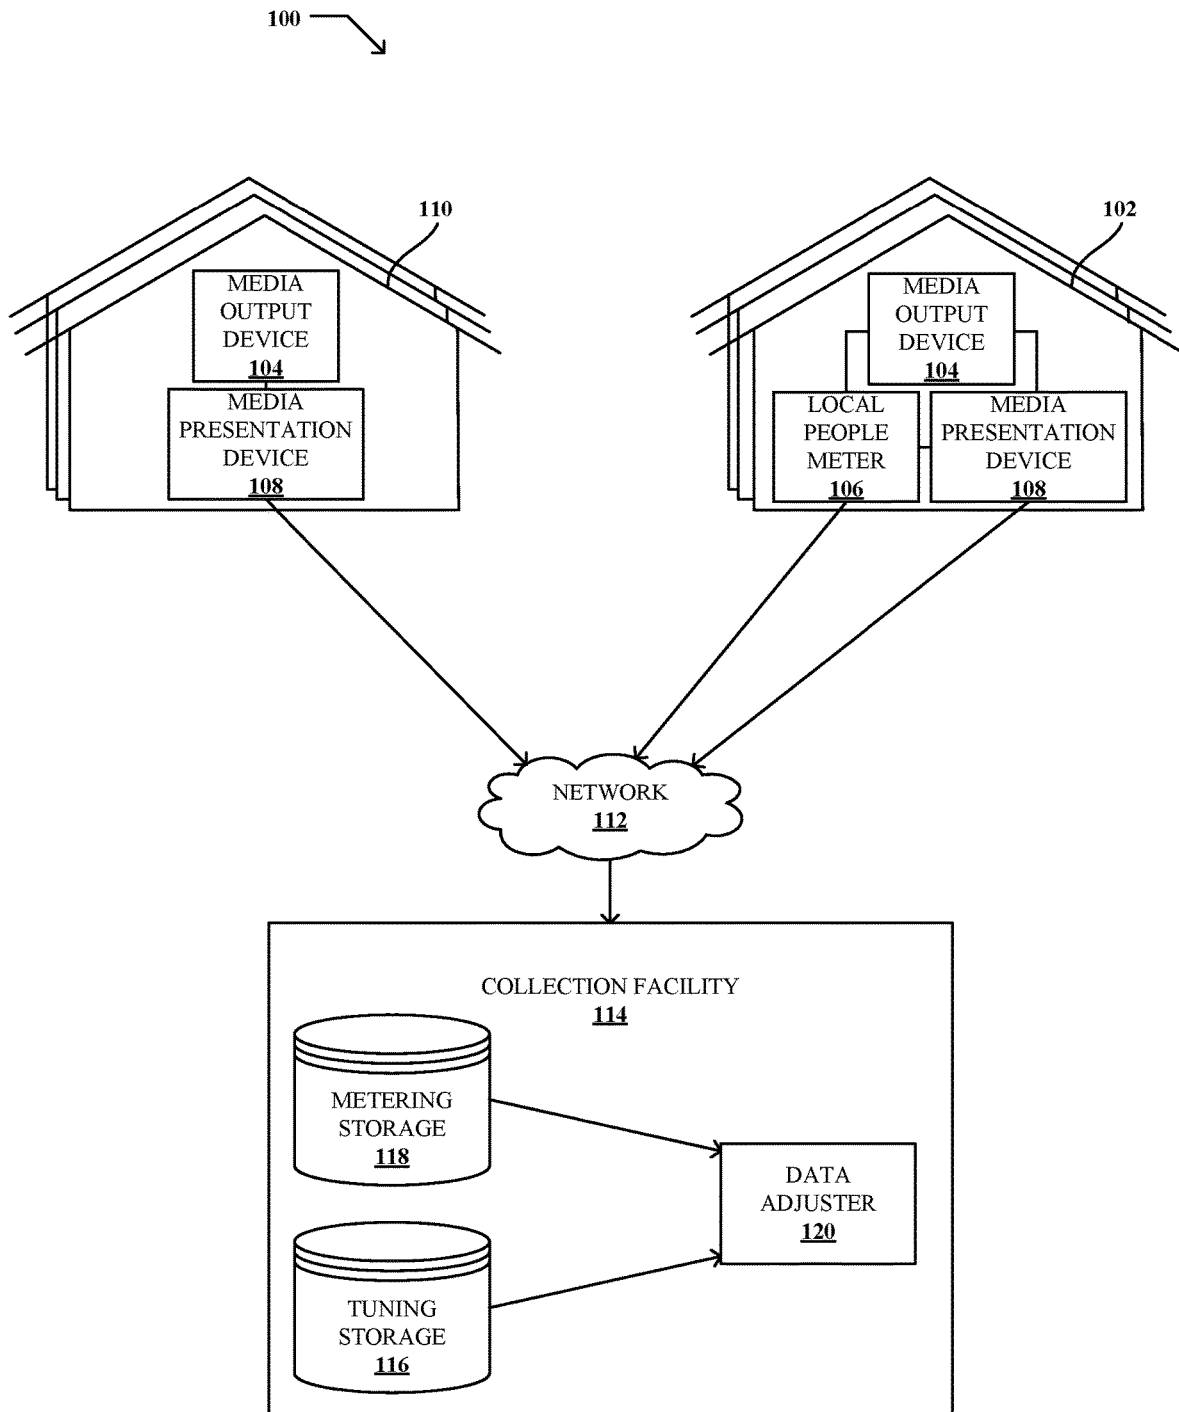 100
110
102
MEDIA
OUTPUT
DEVICE
104
MEDIA
PRESENTATION
DEVICE
108
MEDIA
OUTPUT
DEVICE
104
LOCAL
PEOPLE
METER
106
MEDIA
PRESENTATION
DEVICE
108
NETWORK
112
COLLECTION FACILITY
114
METERING
STORAGE
118
DATA
ADJUSTER
120
TUNING
STORAGE
116